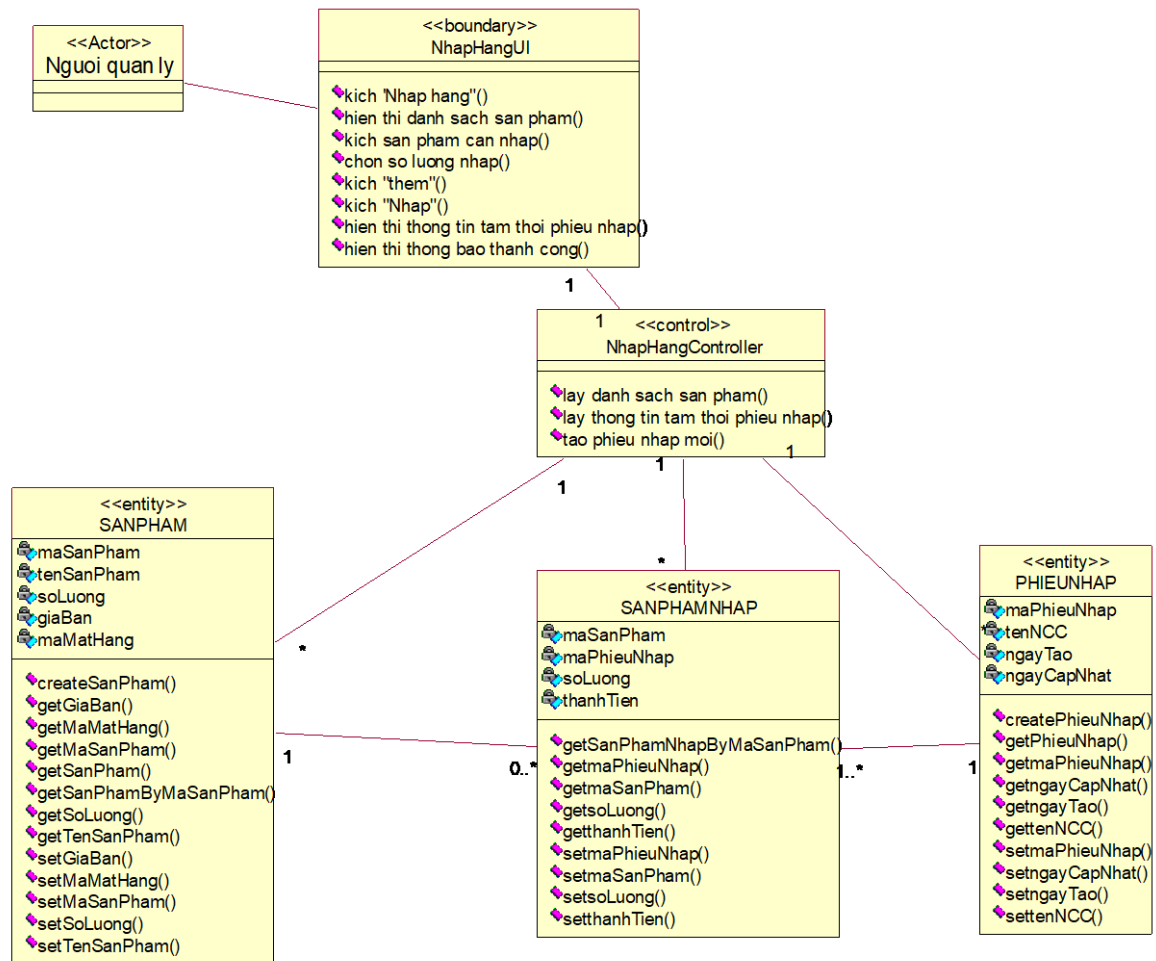 <<Actor>>
Nguoi quan ly
<<boundary>>
NhapHangUI
kich 'Nhap hang"()
hien thi danh sach san pham()
kich san pham can nhap()
chon so luong nhap()
kich "them"()
kich "Nhap"()
hien thi thong tin tam thoi phieu nhap()
hien thi thong bao thanh cong()
1
1
<<control>>
NhapHangController
lay danh sach san pham()
lay thong tin tam thoi phieu nhap()
tao phieu nhap moi()
1
1
1
<<entity>>
SANPHAM
maSanPham
tenSanPham
soLuong
giaBan
maMatHang
createSanPham()
getGiaBan()
getMaMatHang()
getMaSanPham()
getSanPham()
getSanPhamByMaSanPham()
getSoLuong()
getTenSanPham()
setGiaBan()
setMaMatHang()
setMaSanPham()
setSoLuong()
setTenSanPham()
*
1
0..*
*
<<entity>>
SANPHAMNHAP
maSanPham
maPhieuNhap
soLuong
thanhTien
getSanPhamNhapByMaSanPham()
getmaPhieuNhap()
getmaSanPham()
getsoLuong()
getthanhTien()
setmaPhieuNhap()
setmaSanPham()
setsoLuong()
setthanhTien()
1..*
1
*
<<entity>>
PHIEUNHAP
maPhieuNhap
tenNCC
ngayTao
ngayCapNhat
createPhieuNhap()
getPhieuNhap()
getmaPhieuNhap()
getngayCapNhat()
getngayTao()
gettenNCC()
setmaPhieuNhap()
setngayCapNhat()
setngayTao()
settenNCC()